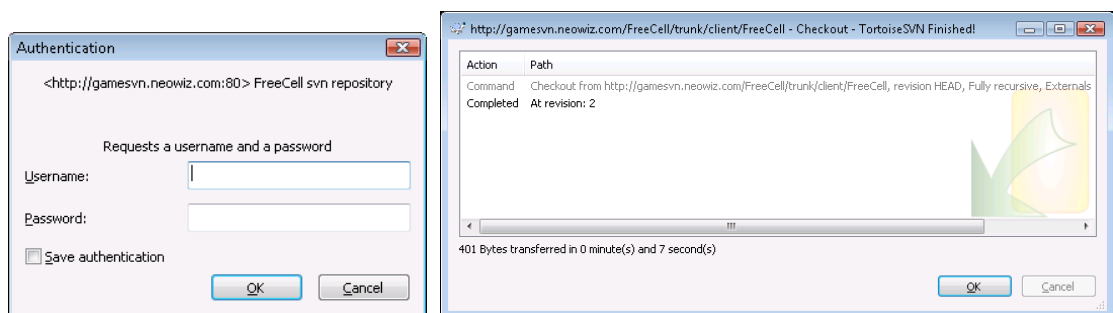 Authentication
<http://gamesvn.neowiz.com:80> FreeCell svn repository
Requests a username and a password
Username:
Password:
Save authentication
OK Cancel
http://gamesvn.neowiz.com/FreeCell/trunk/client/FreeCell - Checkout - TortoiseSVN Finished!
Action Path
Command Checkout from http://gamesvn.neowiz.com/FreeCell/trunk/client/FreeCell, revision HEAD, Fully recursive, Externals
Completed At revision: 2
401 Bytes transferred in 0 minute(s) and 7 second(s)
OK Cancel